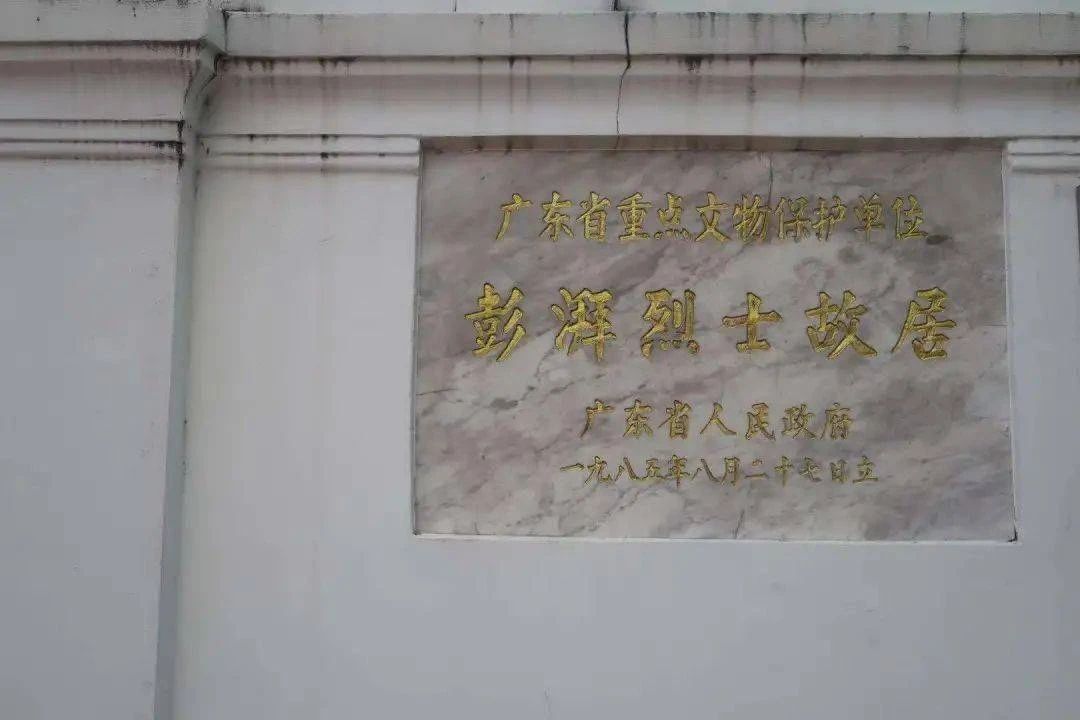 广东省重点文物保护单位
彭湃烈士故居
广东省人民政府
一九八五年八月二十七日立